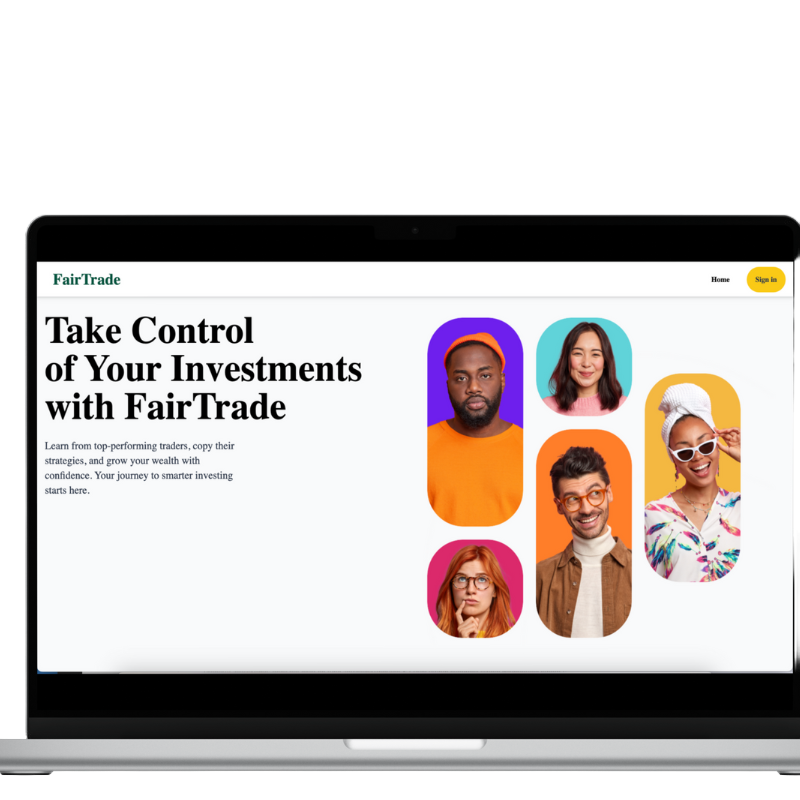 FairTrade
Home
Sign in
Take Control
of Your Investments
with FairTrade
Learn from top-performing traders, copy their
strategies, and grow your wealth with
confidence. Your journey to smarter investing
starts here.